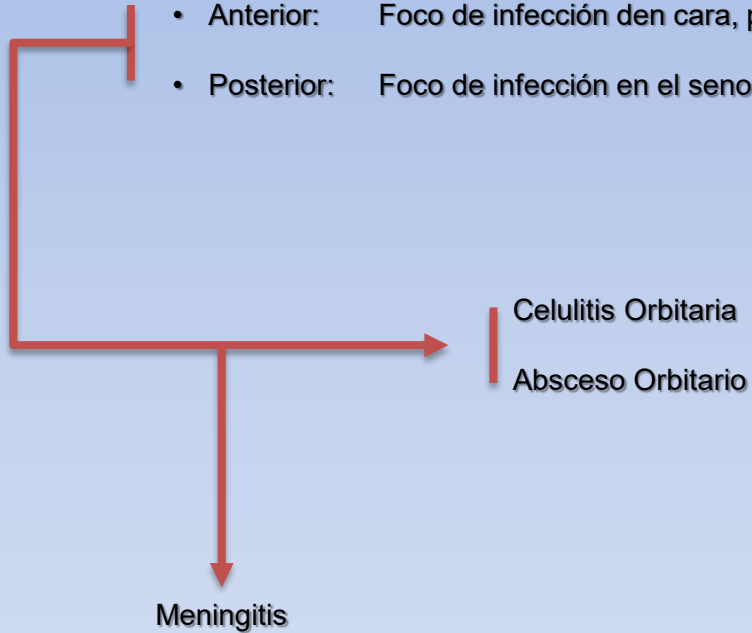 • Anterior: Foco de infección den cara,
• Posterior: Foco de infección en el seno
Celulitis Orbitaria
Absceso Orbitario
Meningitis